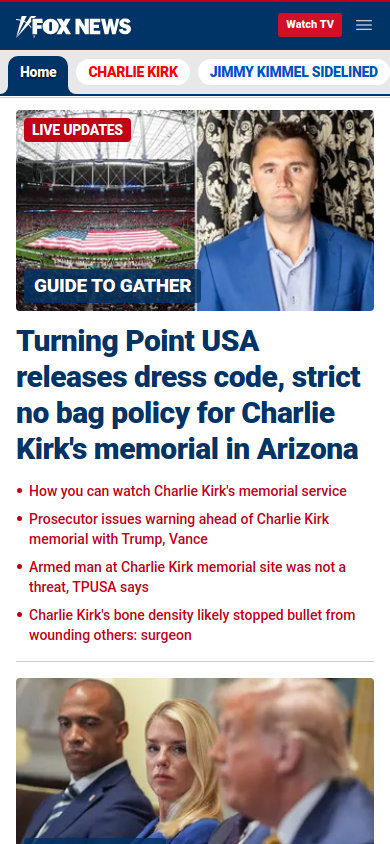 FOX NEWS
Watch TV
Home
CHARLIE KIRK
JIMMY KIMMEL SIDELINED
LIVE UPDATES
GUIDE TO GATHER
Turning Point USA
releases dress code, strict
no bag policy for Charlie
Kirk's memorial in Arizona
• How you can watch Charlie Kirk's memorial service
• Prosecutor issues warning ahead of Charlie Kirk
memorial with Trump, Vance
• Armed man at Charlie Kirk memorial site was not a
threat, TPUSA says
• Charlie Kirk's bone density likely stopped bullet from
wounding others: surgeon